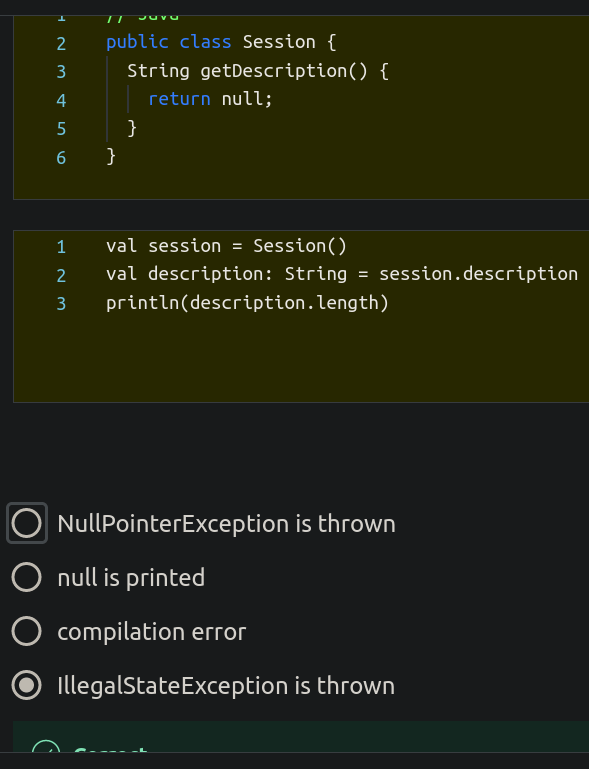 1 // Java
2 public class Session {
3 String getDescription() {
4 return null;
5 }
6 }
1 val session = Session()
2 val description: String = session.description
3 println(description.length)
NullPointerException is thrown
null is printed
compilation error
IllegalStateException is thrown
Correct